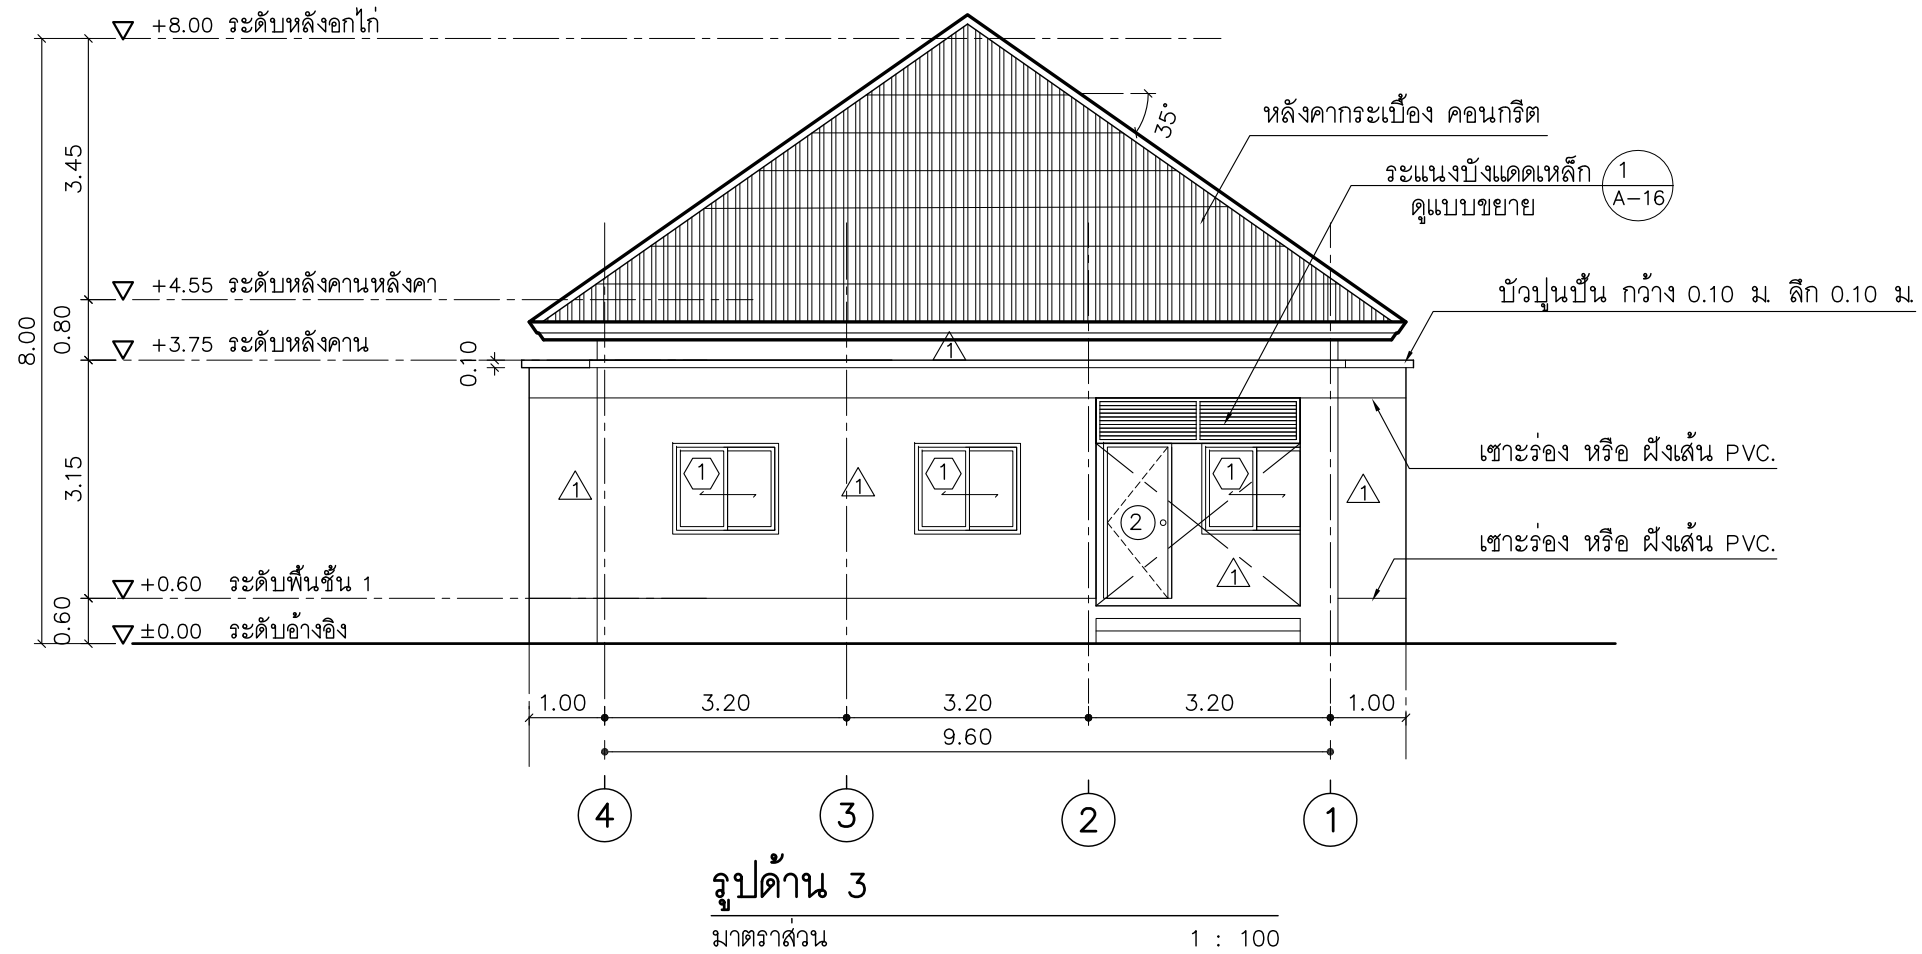 +8.00 ระดับหลังอกไก่
35°
หลังคากระเบื้อง คอนกรีต
3.45
ระแนงบังแดดเหล็ก
ดูแบบขยาย
1
A-16
+4.55 ระดับหลังคานหลังคา
บัวปูนปั้น กว้าง 0.10 ม. ลึก 0.10 ม.
8.00
0.80
+3.75 ระดับหลังคาน
0.10
1
เซาะร่อง หรือ ฝังเส้น PVC.
3.15
1
1
1
1
1
1
1
2
1
เซาะร่อง หรือ ฝังเส้น PVC.
+0.60 ระดับพื้นชั้น 1
0.60
±0.00 ระดับอ้างอิง
1.00 3.20 3.20 3.20 1.00
9.60
4 3 2 1
รูปด้าน 3
มาตราส่วน 1 : 100